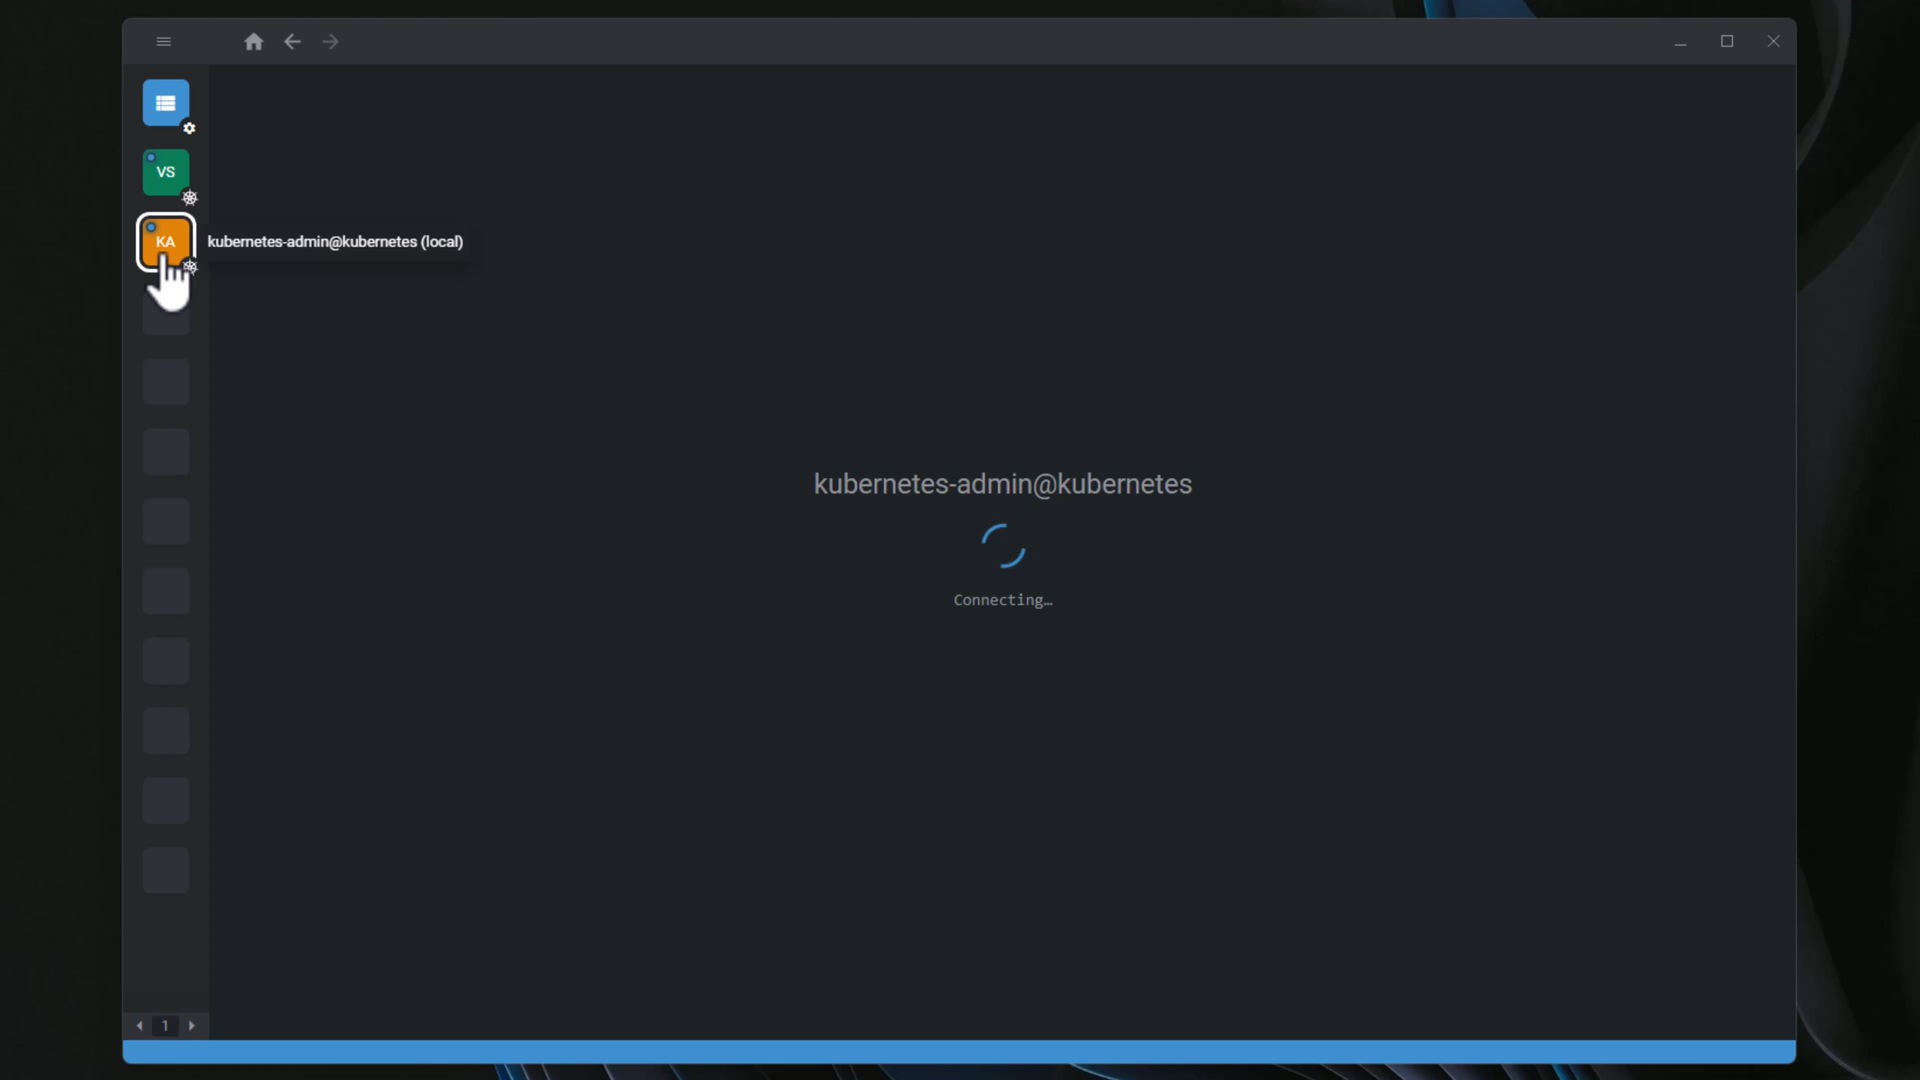 VS
KA
kubernetes-admin@kubernetes (local)
kubernetes-admin@kubernetes
Connecting…
1